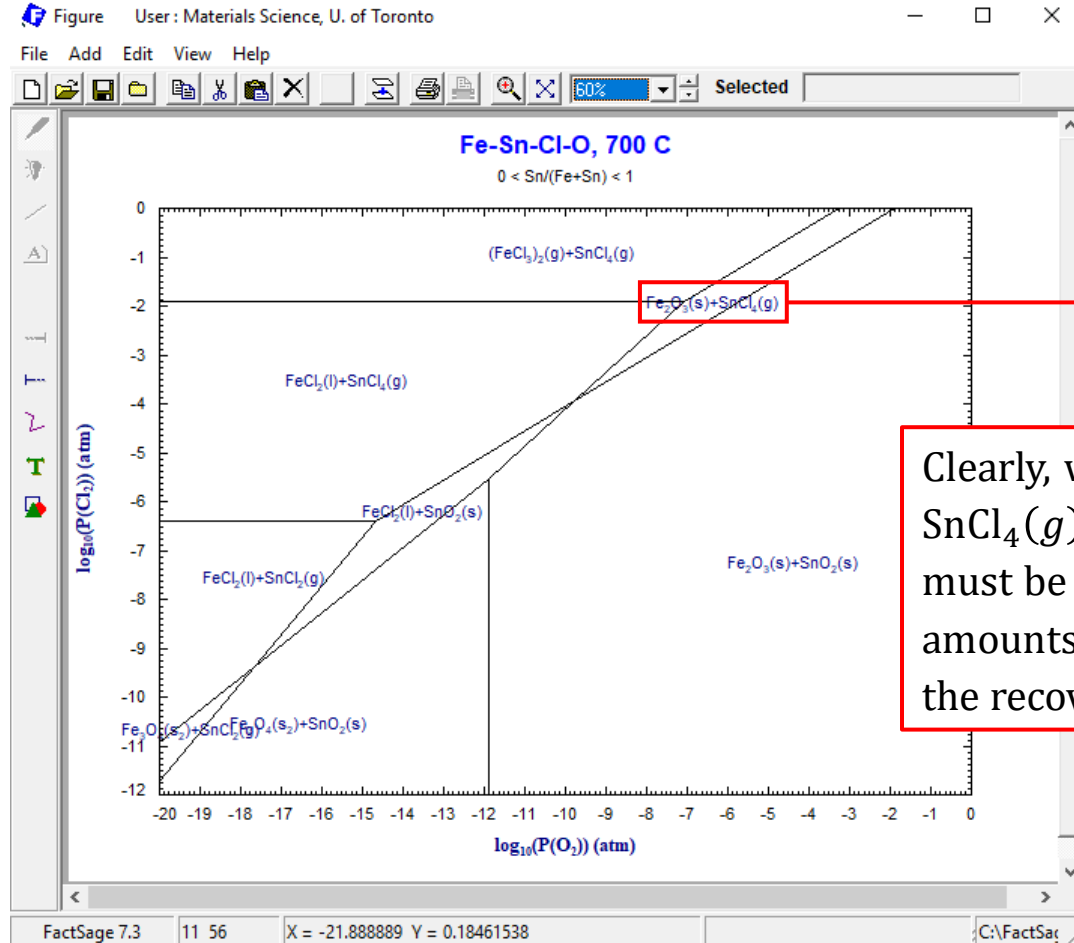 Figure User : Materials Science, U. of Toronto
File Add Edit View Help
60% Selected
Fe-Sn-Cl-O, 700 C
0 < Sn/(Fe+Sn) < 1
0
-1
-2
-3
-4
-5
-6
-7
-8
-9
-10
-11
-12
log₁₀(P(Cl₂)) (atm)
(FeCl₃)₂(g)+SnCl₄(g)
Fe₂O₃(s)+SnCl₄(g)
FeCl₂(l)+SnCl₄(g)
FeCl₂(l)+SnO₂(s)
Fe₂O₃(s)+SnO₂(s)
FeCl₂(l)+SnCl₂(g)
Fe₃O₄(s₂)+SnCl₂(g)
Fe₃O₄(s₂)+SnO₂(s)
-20 -19 -18 -17 -16 -15 -14 -13 -12 -11 -10 -9 -8 -7 -6 -5 -4 -3 -2 -1 0
log₁₀(P(O₂)) (atm)
Clearly,
SnCl₄(g)
must be
amounts
the
FactSage 7.3 11 56 X = -21.888889 Y = 0.18461538